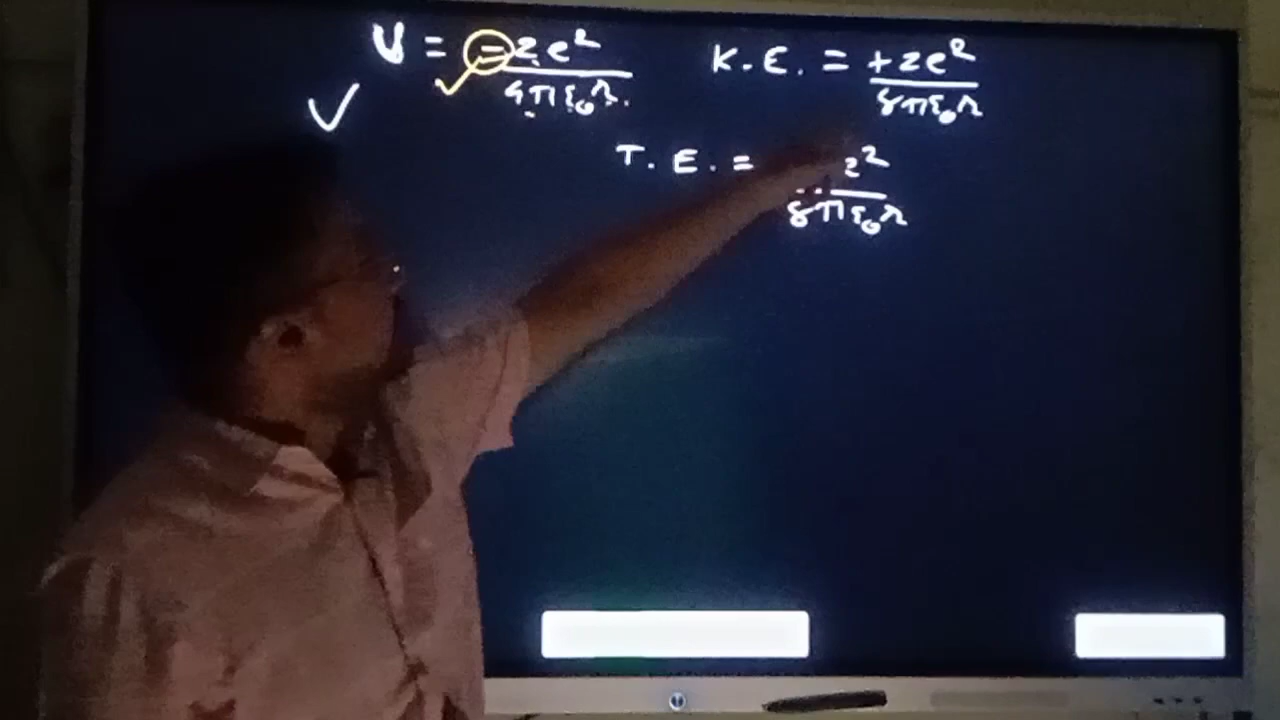 U = -ze² / 4πε₀r. K.E. = +ze² / 8πε₀r
T.E. = z² / 8πε₀r